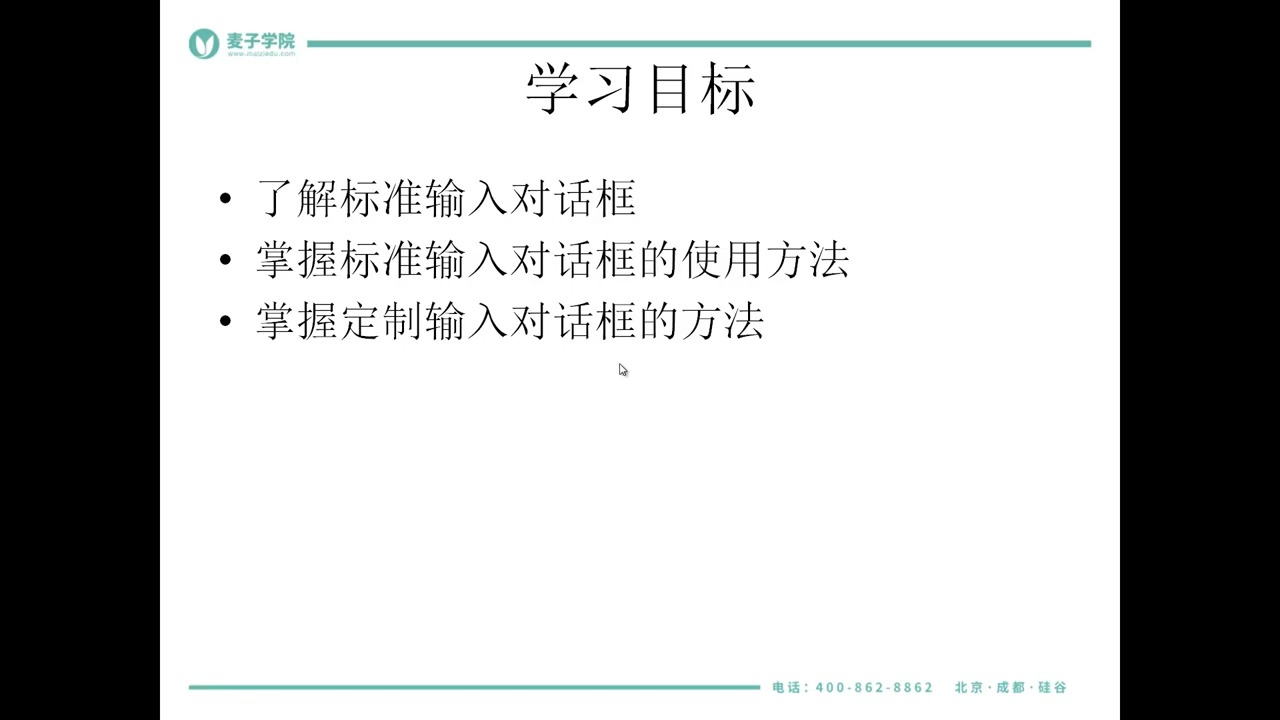 麦子学院
www.maiziedu.com
学习目标
• 了解标准输入对话框
• 掌握标准输入对话框的使用方法
• 掌握定制输入对话框的方法
电话：400-862-8862 北京·成都·硅谷